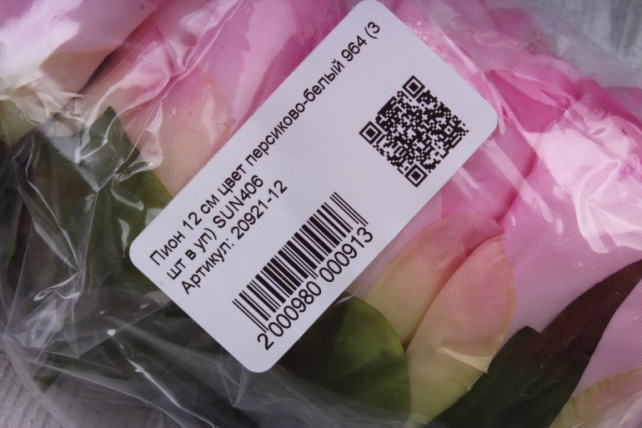 Пион 12 см цвет персиково-белый 964 (3
шт в уп) SUN406
Артикул: 20921-12
2 000980 000913